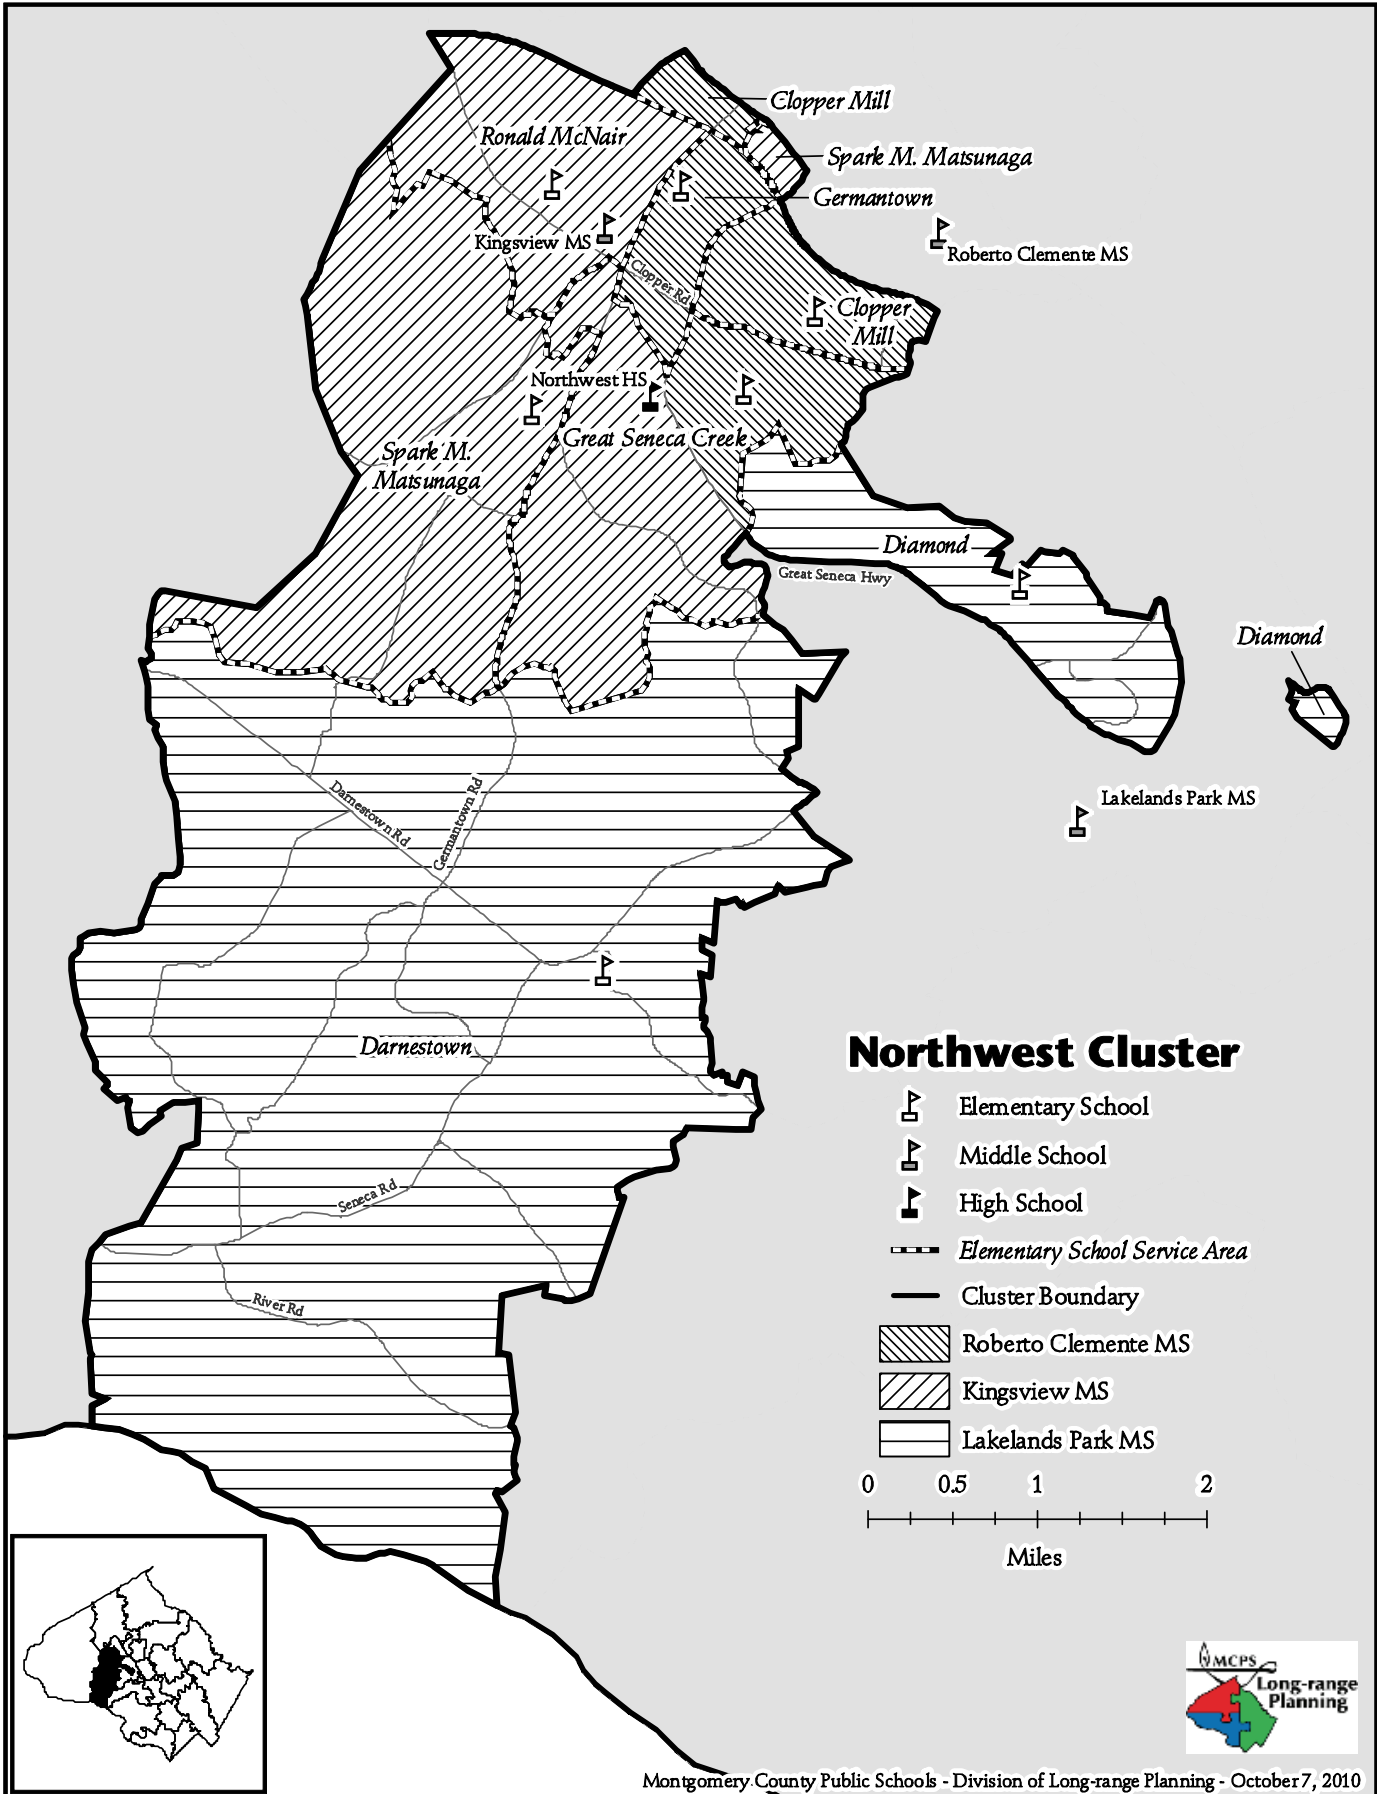 Clopper Mill
Ronald McNair
Spark M. Matsunaga
Germantown
Kingsview MS
Roberto Clemente MS
Clopper Rd
Clopper
Mill
Northwest HS
Great Seneca Creek
Spark M.
Matsunaga
Diamond
Great Seneca Hwy
Diamond
Lakelands Park MS
Darnestown Rd
Germantown Rd
Darnestown
Seneca Rd
River Rd
Northwest Cluster
Elementary School
Middle School
High School
Elementary School Service Area
Cluster Boundary
Roberto Clemente MS
Kingsview MS
Lakelands Park MS
0 0.5 1 2
Miles
MCPS
Long-range
Planning
Montgomery County Public Schools - Division of Long-range Planning - October 7, 2010